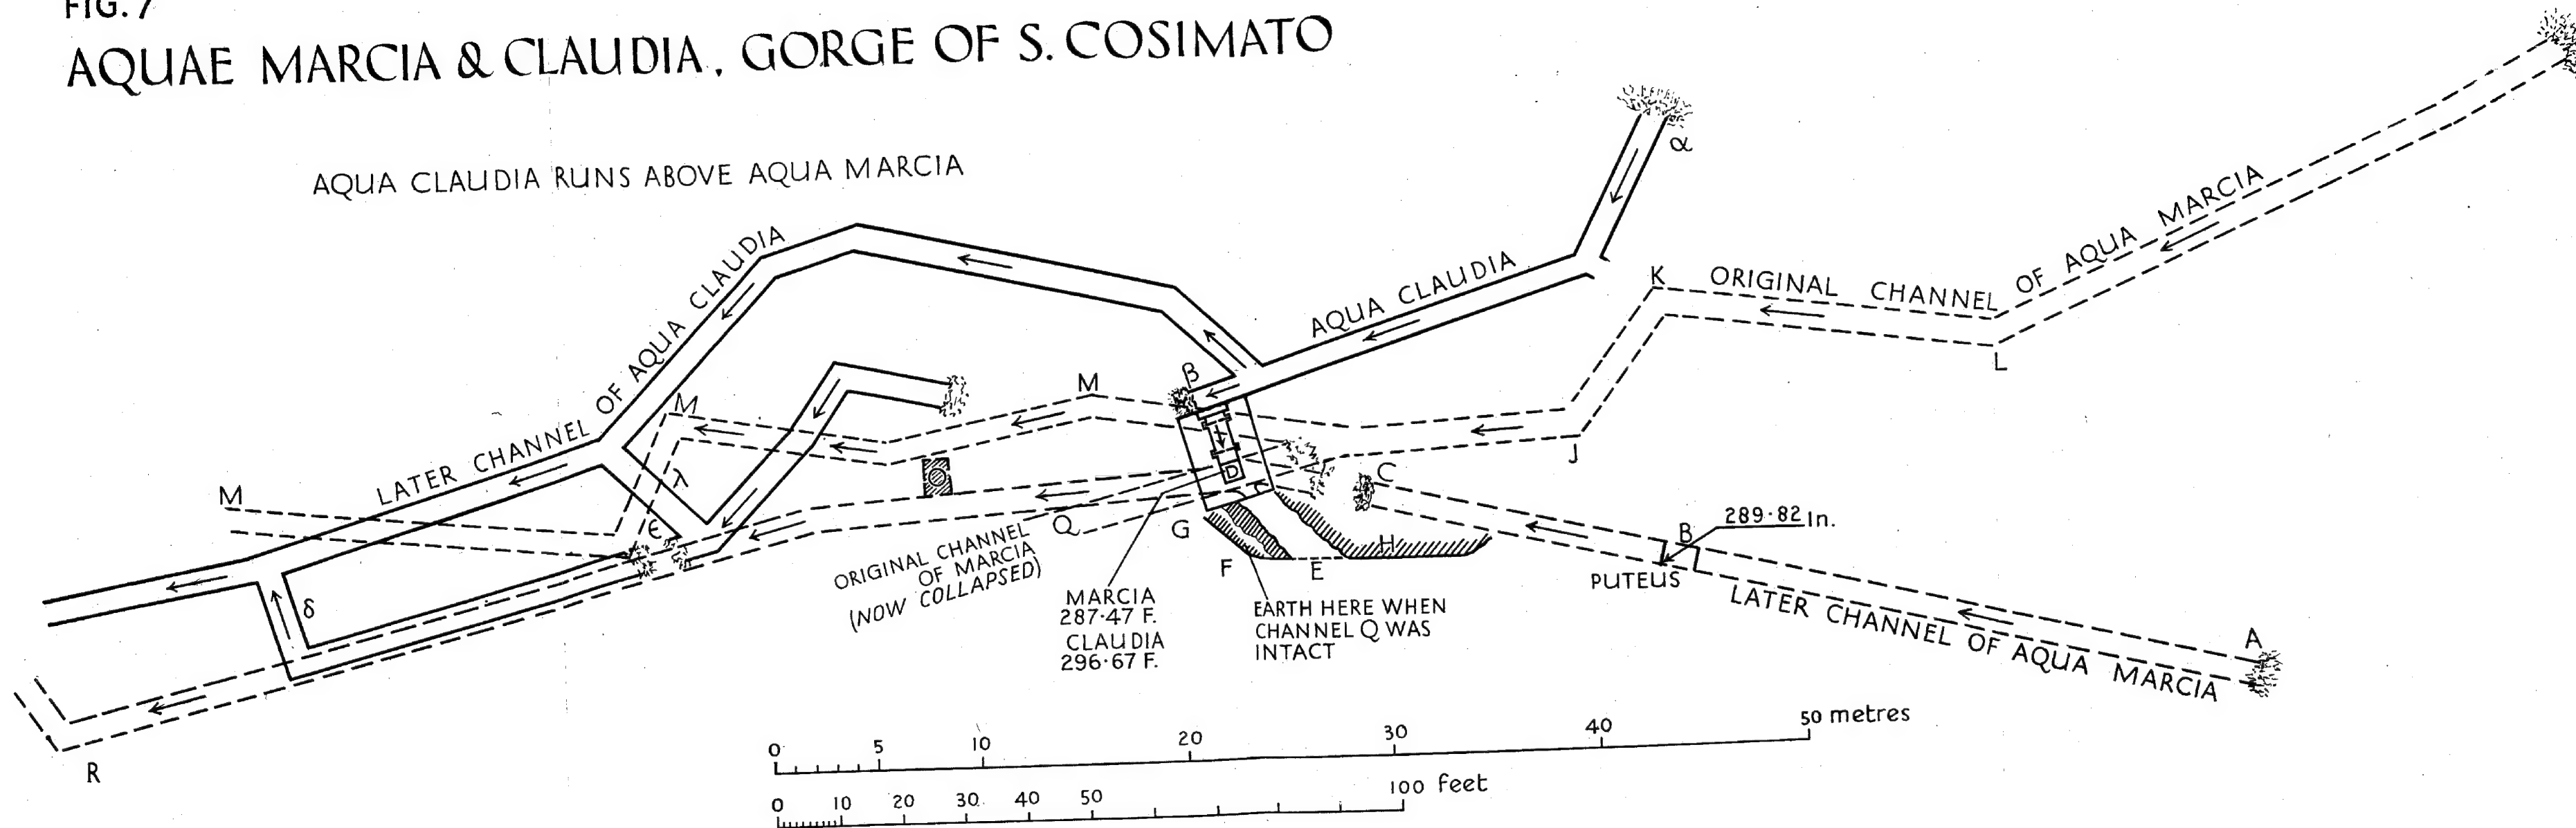 FIG. 7
AQUAE MARCIA & CLAUDIA, GORGE OF S. COSIMATO
AQUA CLAUDIA RUNS ABOVE AQUA MARCIA
α
AQUA CLAUDIA
K
ORIGINAL CHANNEL OF AQUA MARCIA
L
J
LATER CHANNEL OF AQUA CLAUDIA
β
M
M
M
λ
ε
δ
D
C
Q
G
F
E
H
B
289·82 In.
PUTEUS
LATER CHANNEL OF AQUA MARCIA
A
ORIGINAL CHANNEL
OF MARCIA
(NOW COLLAPSED)
MARCIA
287·47 F.
CLAUDIA
296·67 F.
EARTH HERE WHEN
CHANNEL Q WAS
INTACT
R
0 5 10 20 30 40 50 metres
0 10 20 30 40 50 100 feet